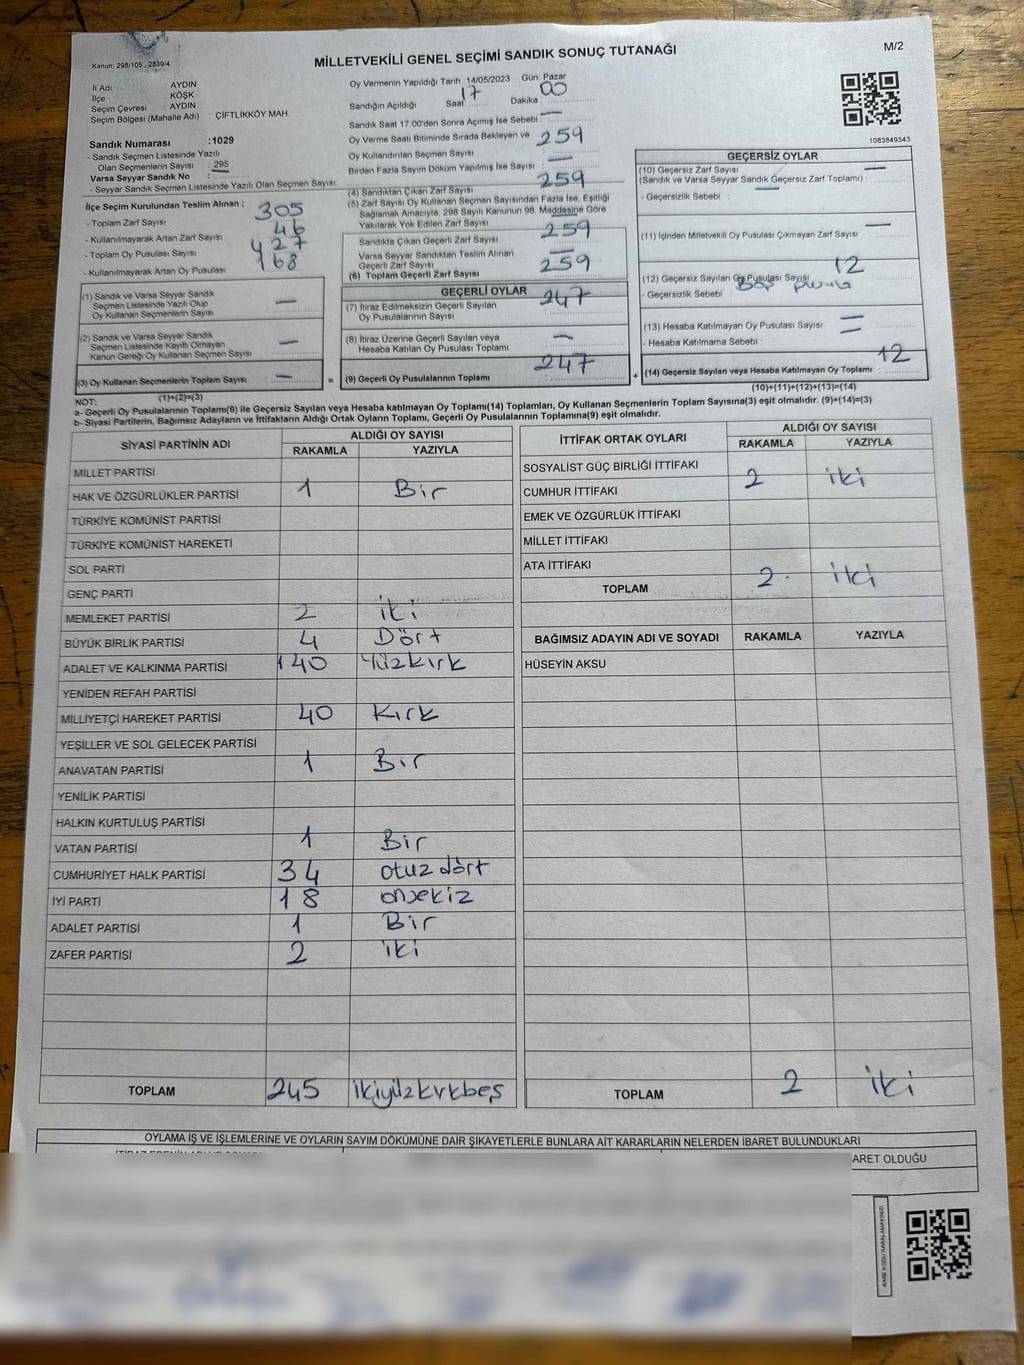 MİLLETVEKİLİ GENEL SEÇİMİ SANDIK SONUÇ TUTANAĞI
M/2
Kanun: 298/105 , 2839/4
İl Adı AYDIN
İlçe KÖŞK
Seçim Çevresi : AYDIN
Seçim Bölgesi (Mahalle Adı) : ÇİFTLİKKÖY MAH.
Sandık Numarası :1029
- Sandık Seçmen Listesinde Yazılı
Olan Seçmenlerin Sayısı : 295
Varsa Seyyar Sandık No :
- Seyyar Sandık Seçmen Listesinde Yazılı Olan Seçmen Sayısı:
İlçe Seçim Kurulundan Teslim Alınan ;
- Toplam Zarf Sayısı 305
- Kullanılmayarak Artan Zarf Sayısı 46
- Toplam Oy Pusulası Sayısı 427
- Kullanılmayarak Artan Oy Pusulası 168
(1) Sandık ve Varsa Seyyar Sandık
Seçmen Listesinde Yazılı Olup
Oy Kullanan Seçmenlerin Sayısı : —
(2) Sandık ve Varsa Seyyar Sandık
Seçmen Listesinde Kayıtlı Olmayan
Kanun Gereği Oy Kullanan Seçmen Sayısı : —
(3) Oy Kullanan Seçmenlerin Toplam Sayısı : —
(1)+(2)=(3)
Oy Vermenin Yapıldığı Tarih :14/05/2023 Gün: Pazar
Sandığın Açıldığı Saat 17 Dakika : 00
Sandık Saat 17:00'den Sonra Açımış İse Sebebi : —
Oy Verme Saati Bitiminde Sırada Bekleyen ve
Oy Kullandırılan Seçmen Sayısı : 259
Birden Fazla Sayım Döküm Yapılmış İse Sayısı : —
(4) Sandıktan Çıkan Zarf Sayısı : 259
(5) Zarf Sayısı Oy Kullanan Seçmen Sayısından Fazla İse, Eşitliği
Sağlamak Amacıyla; 298 Sayılı Kanunun 98. Maddesine Göre
Yakılarak Yok Edilen Zarf Sayısı : —
Sandıkta Çıkan Geçerli Zarf Sayısı : 259
Varsa Seyyar Sandıktan Teslim Alınan
Geçerli Zarf Sayısı : —
(6) Toplam Geçerli Zarf Sayısı : 259
GEÇERLİ OYLAR
(7) İtiraz Edilmeksizin Geçerli Sayılan
Oy Pusulalarının Sayısı : 247
(8) İtiraz Üzerine Geçerli Sayılan veya
Hesaba Katılan Oy Pusulası Toplamı : —
= (9) Geçerli Oy Pusulalarının Toplamı : 247 +
1083849343
GEÇERSİZ OYLAR
(10) Geçersiz Zarf Sayısı : —
(Sandık ve Varsa Seyyar Sandık Geçersiz Zarf Toplamı)
- Geçersizlik Sebebi : —
(11) İçinden Milletvekili Oy Pusulası Çıkmayan Zarf Sayısı : —
(12) Geçersiz Sayılan Oy Pusulası Sayısı : 12
- Geçersizlik Sebebi : Boş
(13) Hesaba Katılmayan Oy Pusulası Sayısı : —
- Hesaba Katılmama Sebebi : —
(14) Geçersiz Sayılan veya Hesaba Katılmayan Oy Toplamı : 12
(10)+(11)+(12)+(13)=(14)
NOT:
a- Geçerli Oy Pusulalarının Toplamı(9) ile Geçersiz Sayılan veya Hesaba katılmayan Oy Toplamı(14) Toplamları, Oy Kullanan Seçmenlerin Toplam Sayısına(3) eşit olmalıdır. (9)+(14)=(3)
b- Siyasi Partilerin, Bağımsız Adayların ve İttifakların Aldığı Ortak Oyların Toplamı, Geçerli Oy Pusulalarının Toplamına(9) eşit olmalıdır.
SİYASİ PARTİNİN ADI ALDIĞI OY SAYISI
RAKAMLA YAZIYLA
MİLLET PARTİSİ
HAK VE ÖZGÜRLÜKLER PARTİSİ 1 Bir
TÜRKİYE KOMÜNİST PARTİSİ
TÜRKİYE KOMÜNİST HAREKETİ
SOL PARTİ
GENÇ PARTİ
MEMLEKET PARTİSİ 2 iki
BÜYÜK BİRLİK PARTİSİ 4 Dört
ADALET VE KALKINMA PARTİSİ 140 Yüzkırk
YENİDEN REFAH PARTİSİ
MİLLİYETÇİ HAREKET PARTİSİ 40 Kırk
YEŞİLLER VE SOL GELECEK PARTİSİ
ANAVATAN PARTİSİ 1 Bir
YENİLİK PARTİSİ
HALKIN KURTULUŞ PARTİSİ
VATAN PARTİSİ 1 Bir
CUMHURİYET HALK PARTİSİ 34 otuz dört
İYİ PARTİ 18 onsekiz
ADALET PARTİSİ 1 Bir
ZAFER PARTİSİ 2 iki
TOPLAM 245 ikiyüzkırkbeş
İTTİFAK ORTAK OYLARI ALDIĞI OY SAYISI
RAKAMLA YAZIYLA
SOSYALİST GÜÇ BİRLİĞİ İTTİFAKI
CUMHUR İTTİFAKI 2 iki
EMEK VE ÖZGÜRLÜK İTTİFAKI
MİLLET İTTİFAKI
ATA İTTİFAKI
TOPLAM 2 iki
BAĞIMSIZ ADAYIN ADI VE SOYADI RAKAMLA YAZIYLA
HÜSEYİN AKSU
TOPLAM 2 iki
OYLAMA İŞ VE İŞLEMLERİNE VE OYLARIN SAYIM DÖKÜMÜNE DAİR ŞİKAYETLERLE BUNLARA AİT KARARLARIN NELERDEN İBARET BULUNDUKLARI
ARET OLDUĞU
KARE KODU KARALAMAYINIZ!